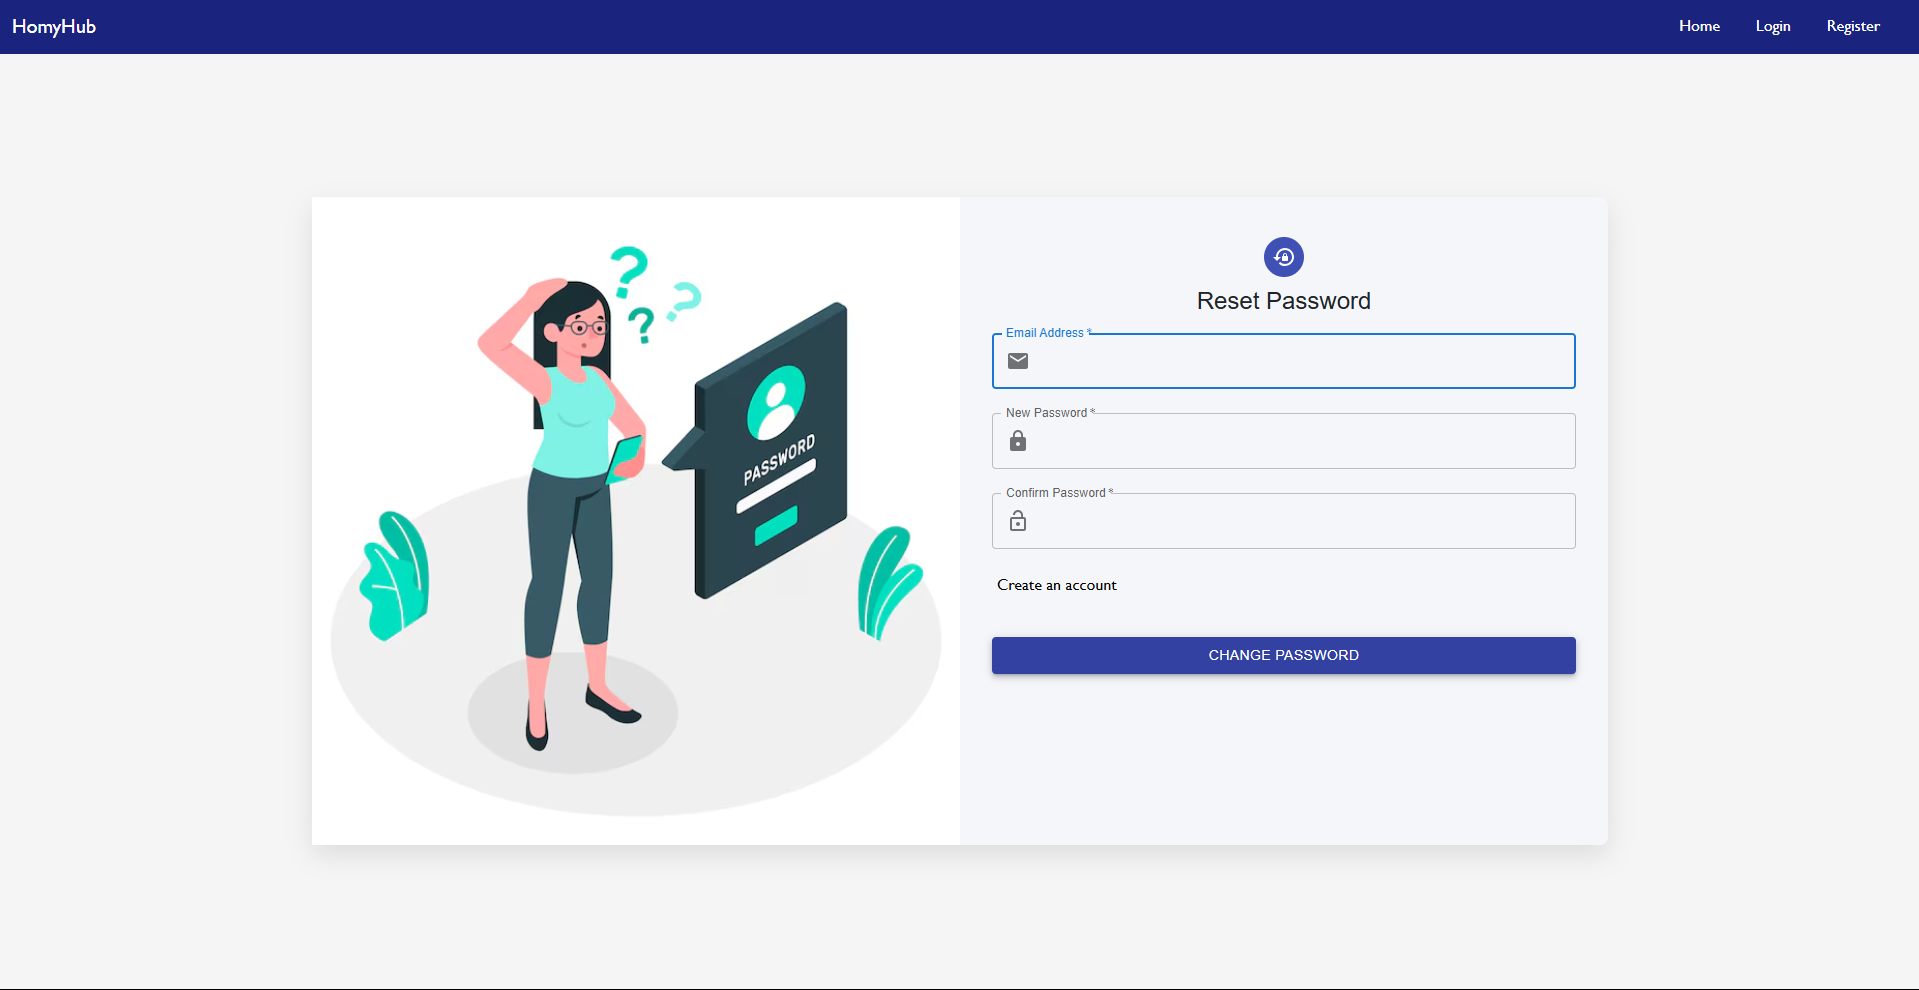 HomyHub
Home Login Register
Reset Password
Email Address *
New Password *
Confirm Password *
Create an account
CHANGE PASSWORD
? ? ?
PASSWORD